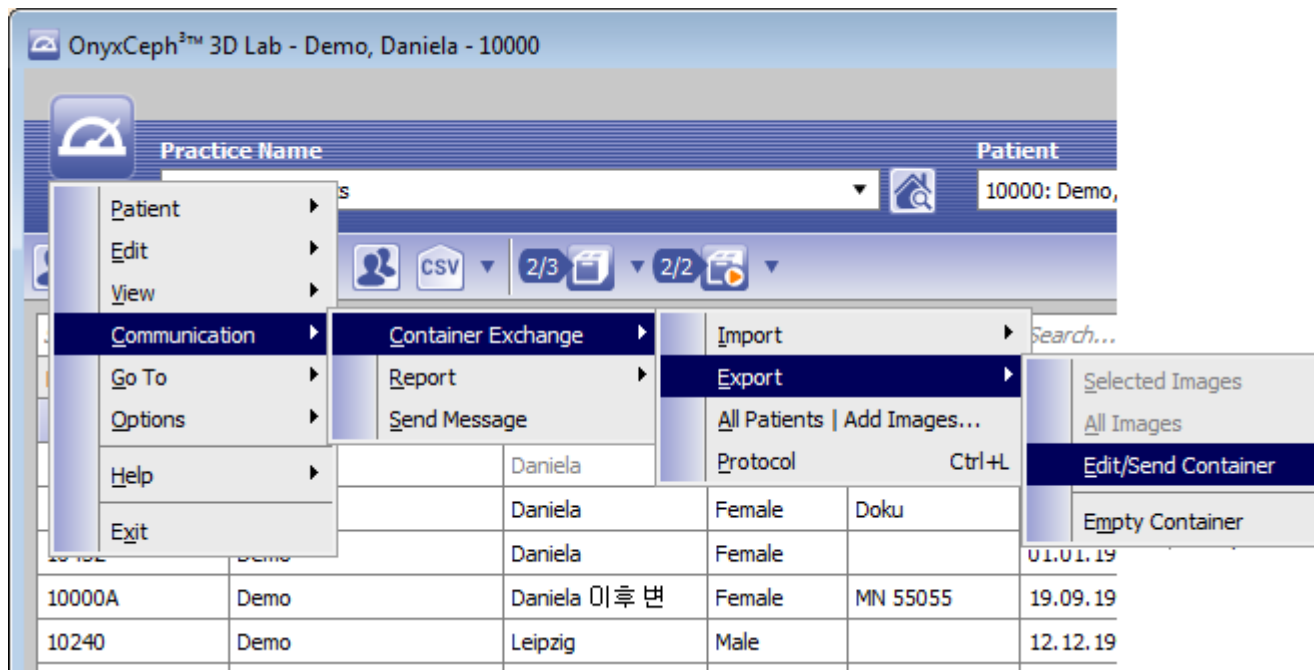 OnyxCeph³™ 3D Lab - Demo, Daniela - 10000
Practice Name
Patient
10000: Demo,
Patient
Edit
View
Communication
Go To
Options
Help
Exit
CSV
2/3
2/2
Container Exchange
Report
Send Message
Import
Export
All Patients | Add Images...
Protocol Ctrl+L
Search...
Selected Images
All Images
Edit/Send Container
Empty Container
Daniela
Daniela Female Doku
Daniela Female 01.01.19
10000A Demo Daniela 이후 변 Female MN 55055 19.09.19
10240 Demo Leipzig Male 12.12.19